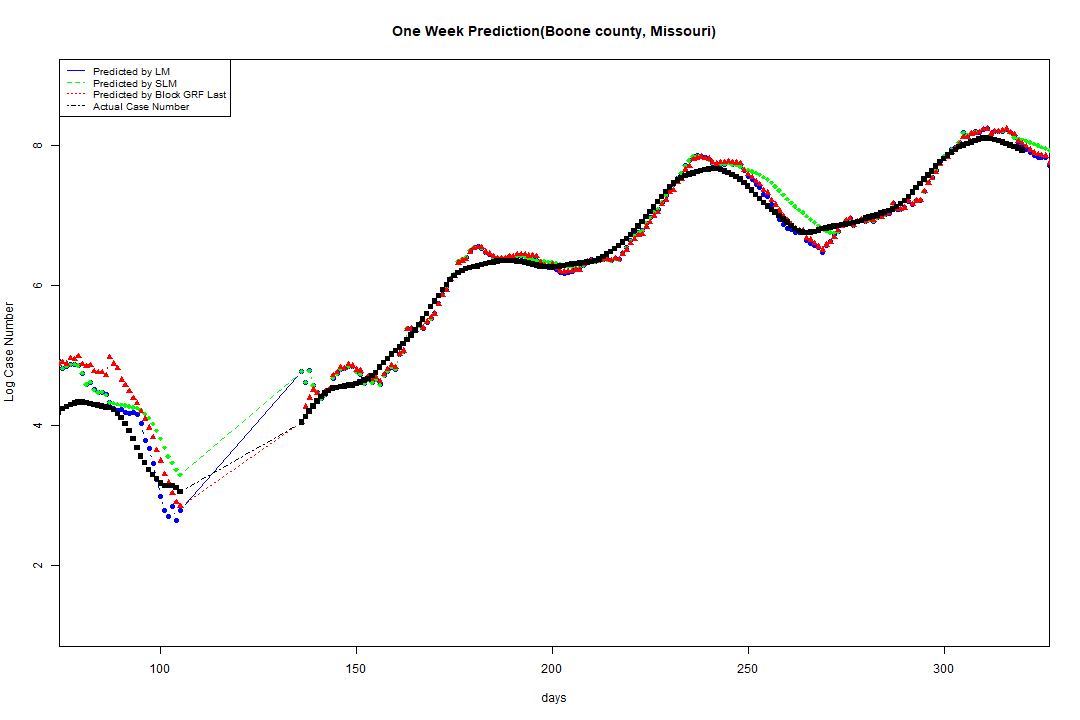 One Week Prediction(Boone county, Missouri)
Predicted by LM
Predicted by SLM
Predicted by Block GRF Last
Actual Case Number
8
6
4
2
Log Case Number
100 150 200 250 300
days